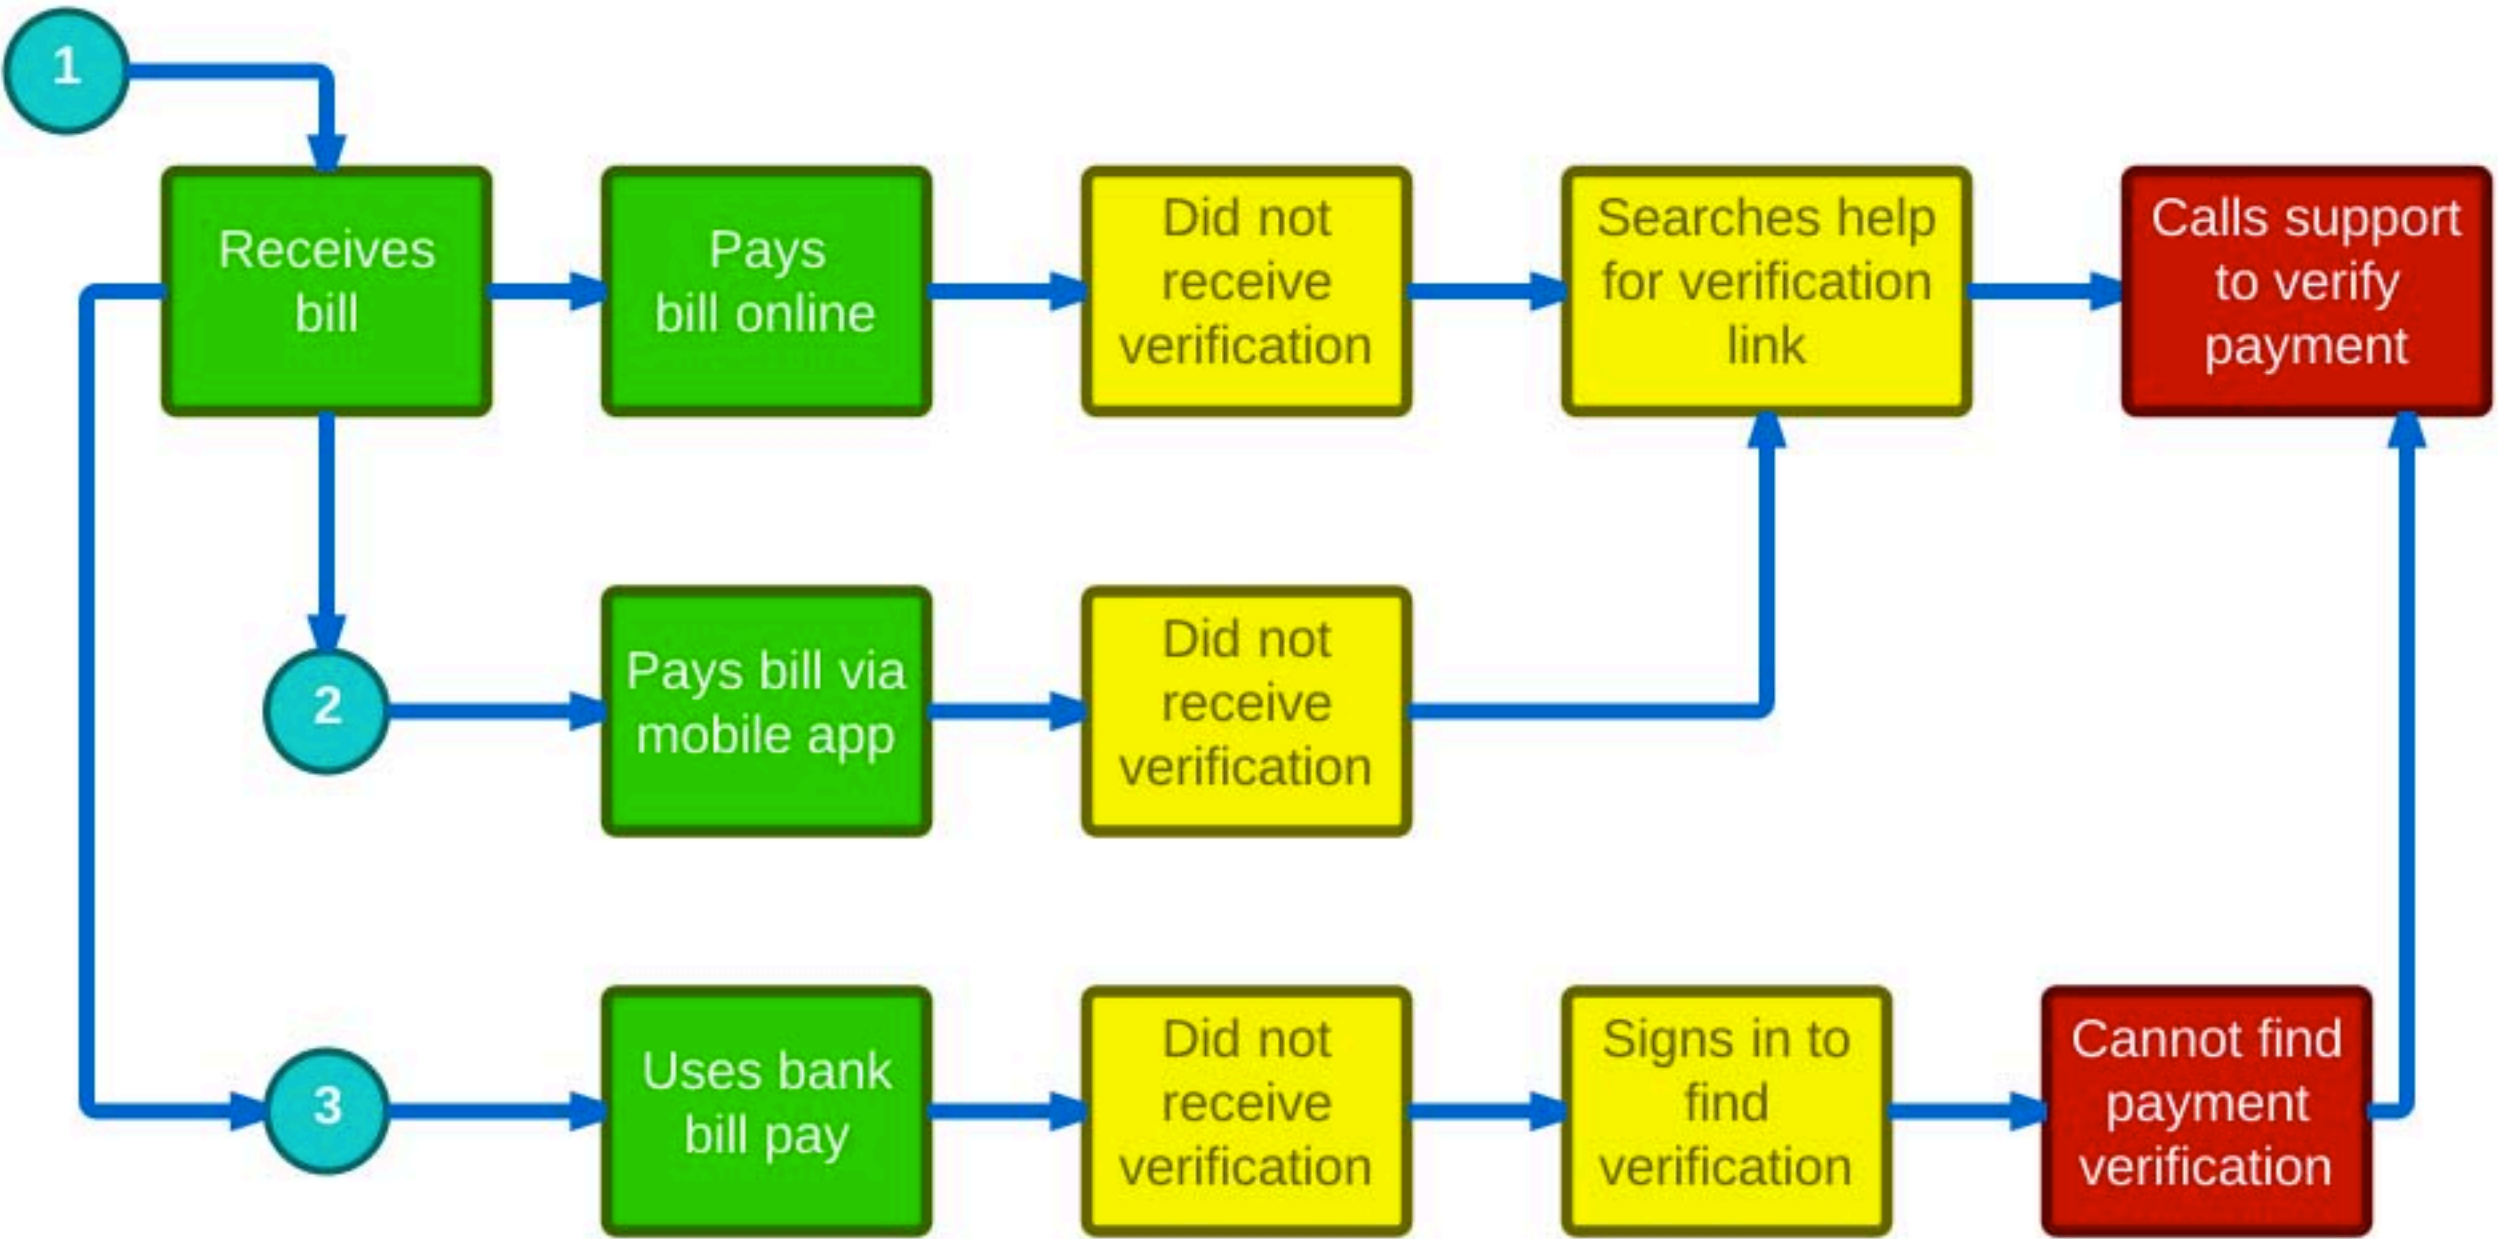 1
Receives
bill
Pays
bill online
Did not
receive
verification
Searches help
for verification
link
Calls support
to verify
payment
2
Pays bill via
mobile app
Did not
receive
verification
3
Uses bank
bill pay
Did not
receive
verification
Signs in to
find
verification
Cannot find
payment
verification